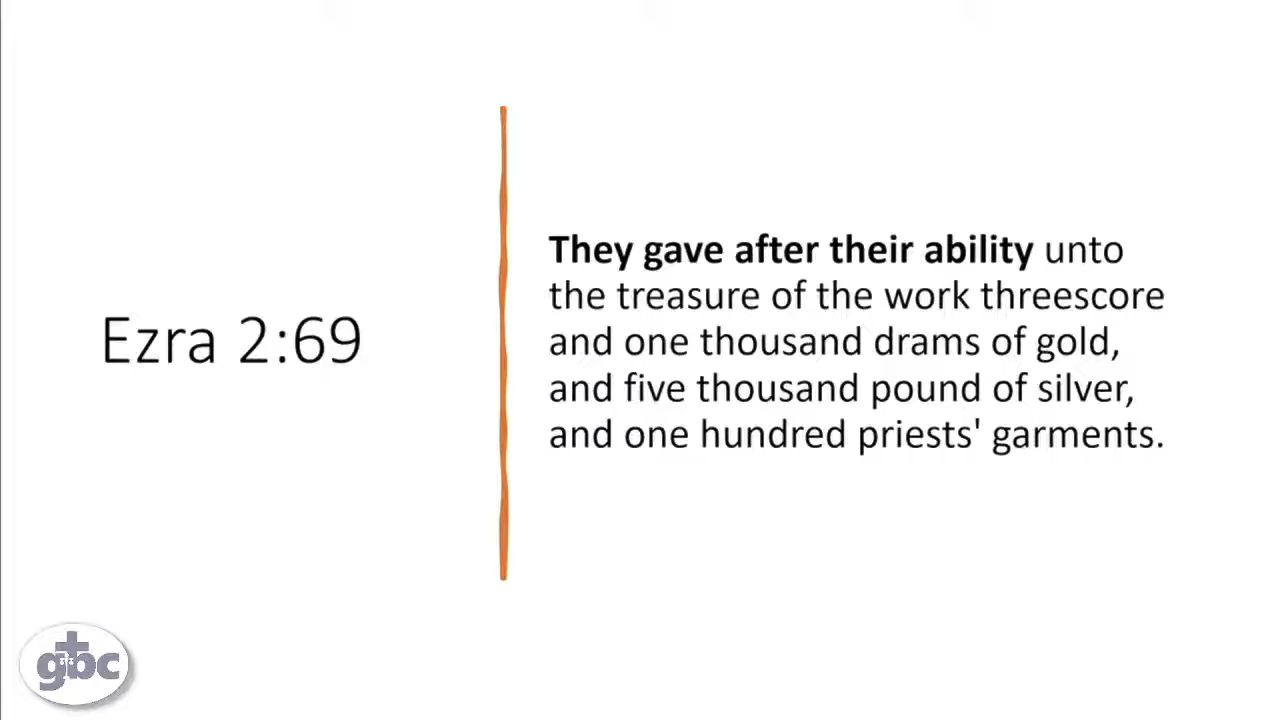 Ezra 2:69
They gave after their ability unto
the treasure of the work threescore
and one thousand drams of gold,
and five thousand pound of silver,
and one hundred priests' garments.
gbc